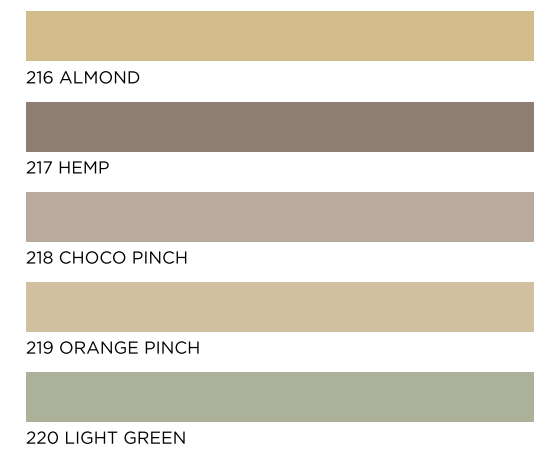 216 ALMOND
217 HEMP
218 CHOCO PINCH
219 ORANGE PINCH
220 LIGHT GREEN